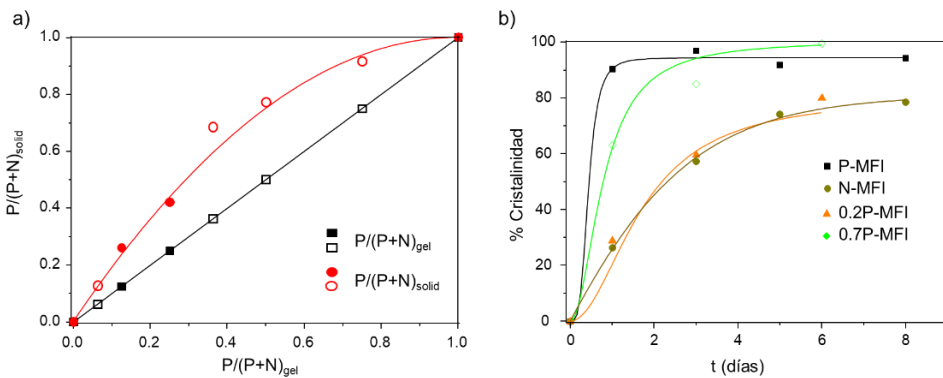 a)
P/(P+N)solid
1.0
0.8
0.6
0.4
0.2
0.0
0.0 0.2 0.4 0.6 0.8 1.0
P/(P+N)gel
P/(P+N)gel
P/(P+N)solid
b)
% Cristalinidad
100
80
60
40
20
0
0 2 4 6 8
t (días)
P-MFI
N-MFI
0.2P-MFI
0.7P-MFI